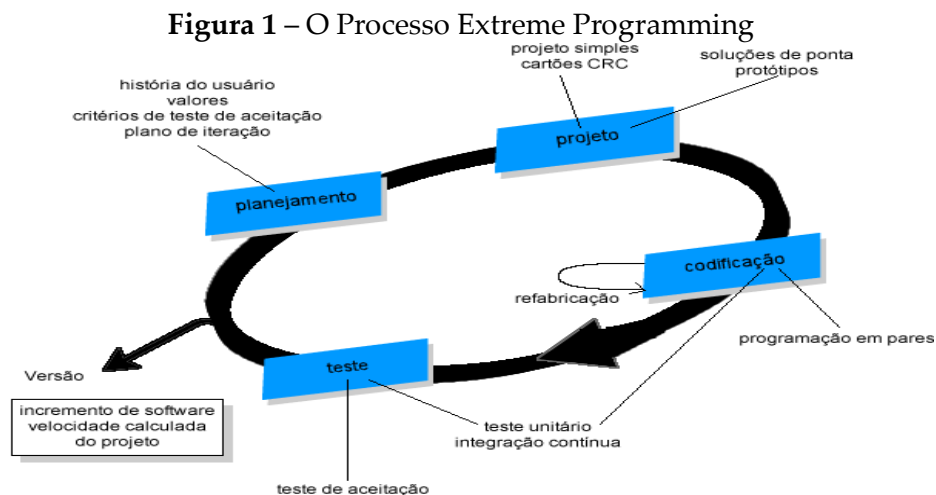 Figura 1 – O Processo Extreme Programming
projeto simples
cartões CRC
soluções de ponta
protótipos
história do usuário
valores
critérios de teste de aceitação
plano de iteração
projeto
planejamento
codificação
refabricação
programação em pares
teste
Versão
incremento de software
velocidade calculada
do projeto
teste unitário
integração contínua
teste de aceitação